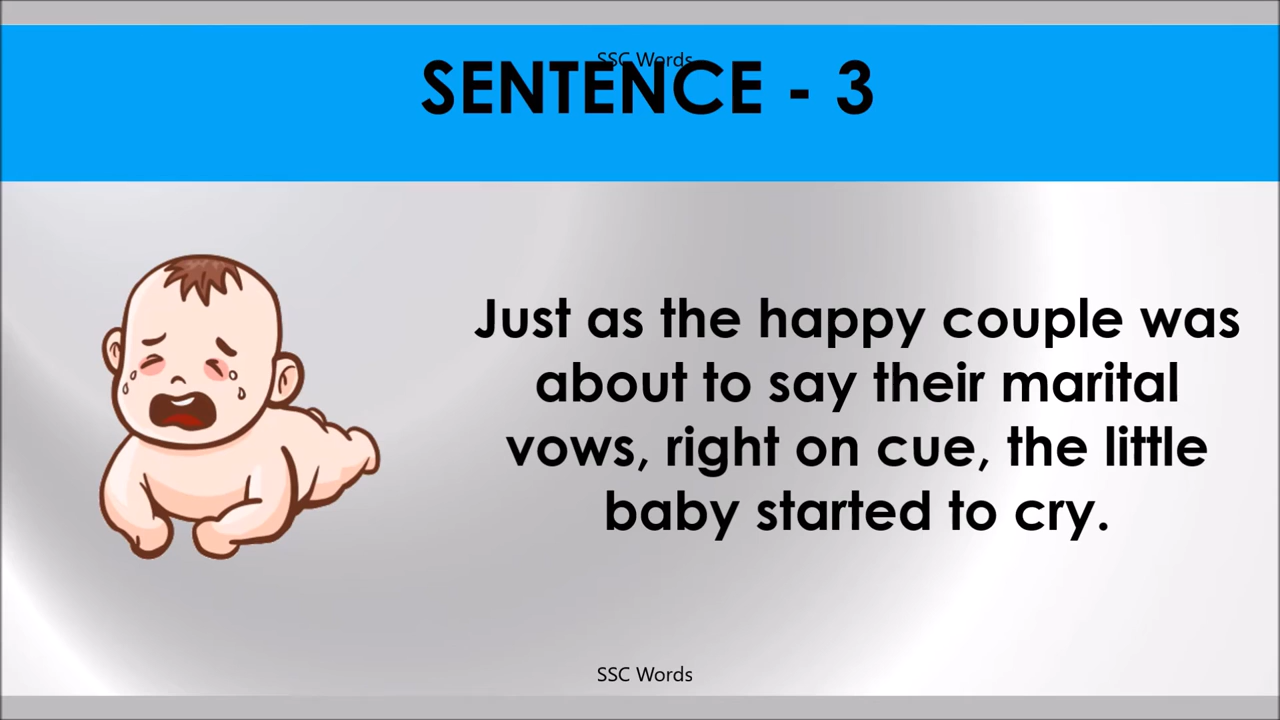 SSC Words
SENTENCE - 3
Just as the happy couple was
about to say their marital
vows, right on cue, the little
baby started to cry.
SSC Words